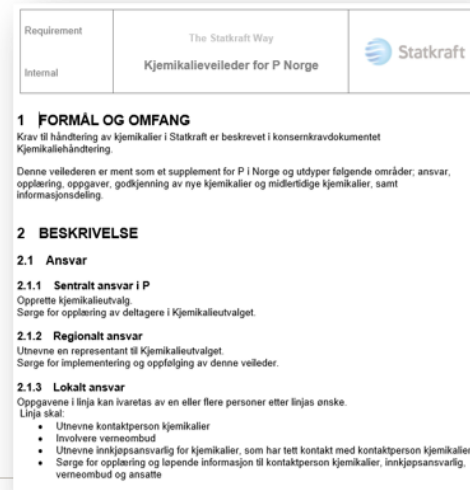 Requirement
The Statkraft Way
Statkraft
Internal
Kjemikalieveileder for P Norge
1 FORMÅL OG OMFANG
Krav til håndtering av kjemikalier i Statkraft er beskrevet i konsernkravdokumentet
Kjemikaliehåndtering.
Denne veilederen er ment som et supplement for P i Norge og utdyper følgende områder; ansvar,
opplæring, oppgaver, godkjenning av nye kjemikalier og midlertidige kjemikalier, samt
informasjonsdeling.
2 BESKRIVELSE
2.1 Ansvar
2.1.1 Sentralt ansvar i P
Opprette kjemikalieutvalg.
Sørge for opplæring av deltagere i Kjemikalieutvalget.
2.1.2 Regionalt ansvar
Utnevne en representant til Kjemikalieutvalget.
Sørge for implementering og oppfølging av denne veileder.
2.1.3 Lokalt ansvar
Oppgavene i linja kan ivaretas av en eller flere personer etter linjas ønske.
Linja skal:
• Utnevne kontaktperson kjemikalier
• Involvere verneombud
• Utnevne innkjøpsansvarlig for kjemikalier, som har tett kontakt med kontaktperson kjemikalier
• Sørge for opplæring og løpende informasjon til kontaktperson kjemikalier, innkjøpsansvarlig,
verneombud og ansatte